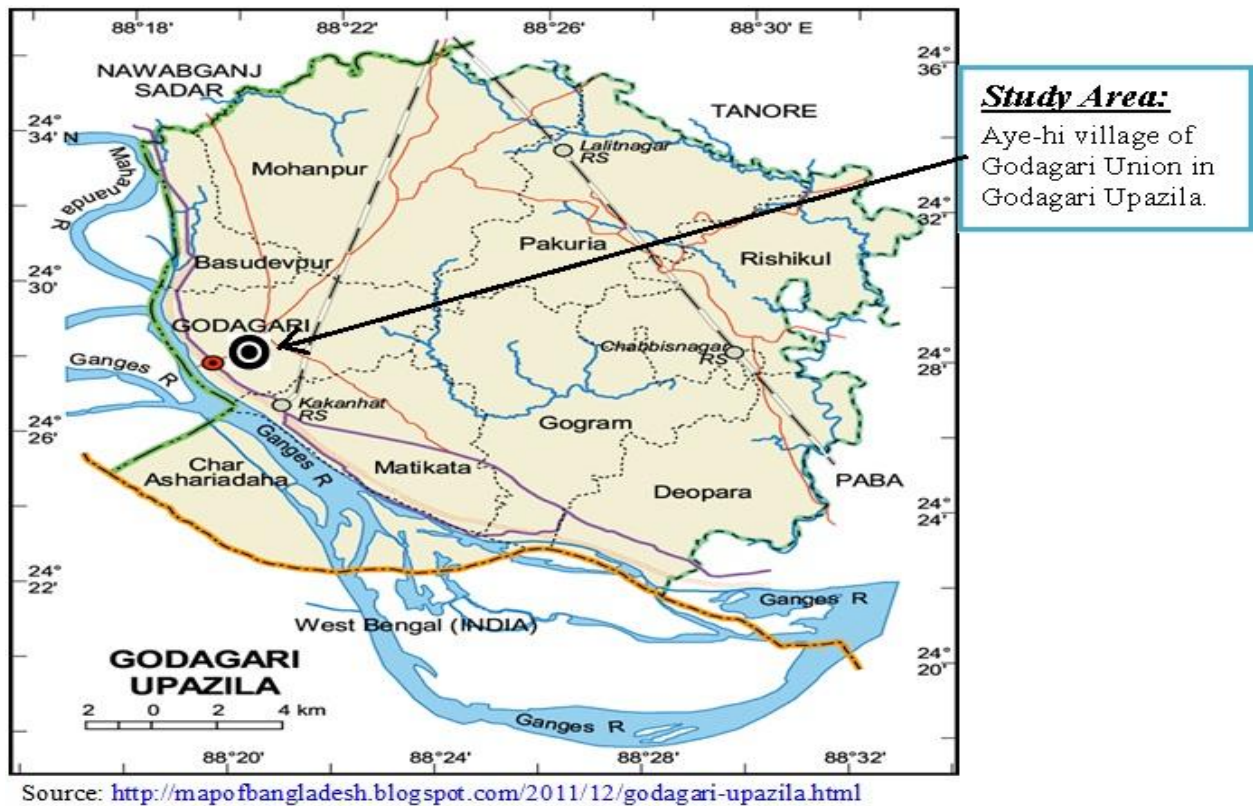 88°18'
88°22'
88°26'
88°30' E
24°
36'
NAWABGANJ
SADAR
TANORE
Study Area:
Aye-hi village of
Godagari Union in
Godagari Upazila.
24°
34' N
Mahananda R
Mohanpur
Lalitnagar
RS
24°
32'
Pakuria
Rishikul
Basudevpur
24°
30'
GODAGARI
Ganges R
Chabbisnagar
RS
24°
28'
Kakanhat
RS
24°
26'
Gogram
Ganges R
Char
Ashariadaha
Matikata
Deopara
PABA
24°
24'
24°
22'
Ganges R
West Bengal (INDIA)
GODAGARI
UPAZILA
24°
20'
2 0 2 4 km
Ganges R
88°20'
88°24'
88°28'
88°32'
Source: http://mapofbangladesh.blogspot.com/2011/12/godagari-upazila.html